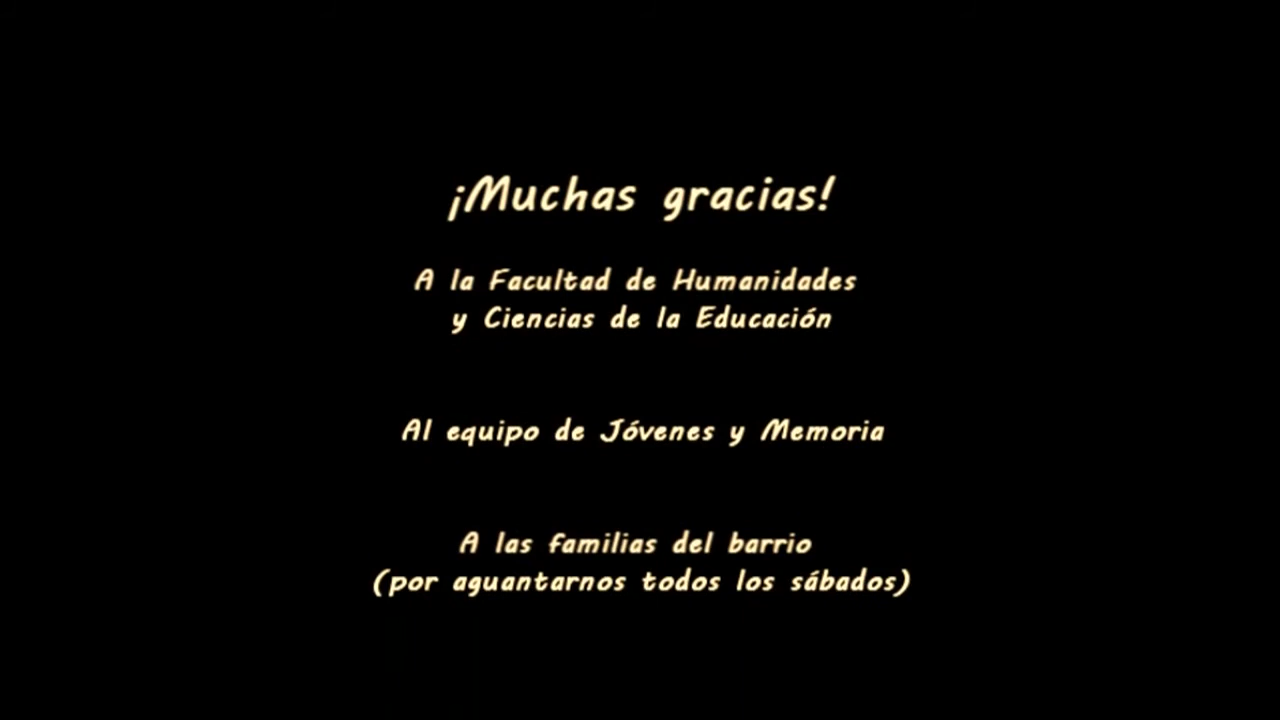 ¡Muchas gracias!
A la Facultad de Humanidades
y Ciencias de la Educación
Al equipo de Jóvenes y Memoria
A las familias del barrio
(por aguantarnos todos los sábados)